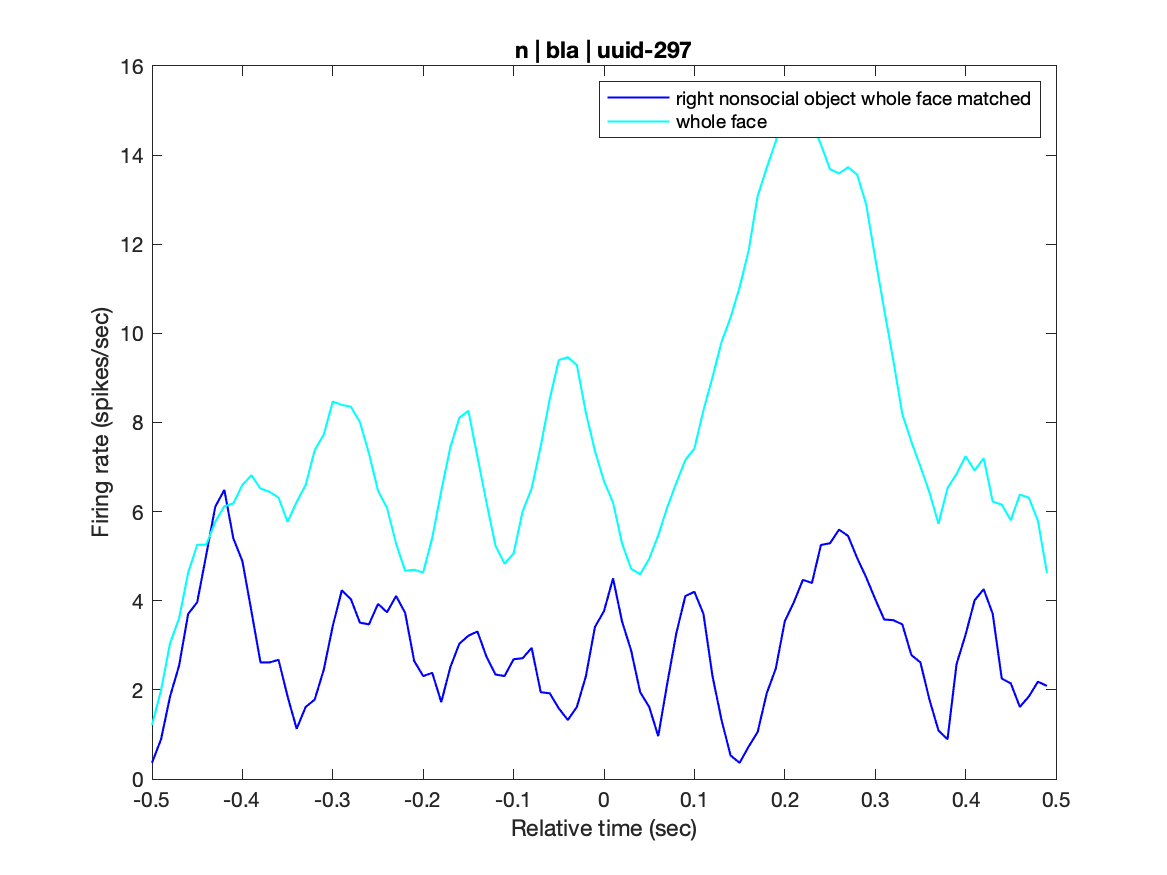 n | bla | uuid-297
16
right nonsocial object whole face matched
whole face
14
12
10
8
6
4
2
0
Firing rate (spikes/sec)
-0.5 -0.4 -0.3 -0.2 -0.1 0 0.1 0.2 0.3 0.4 0.5
Relative time (sec)